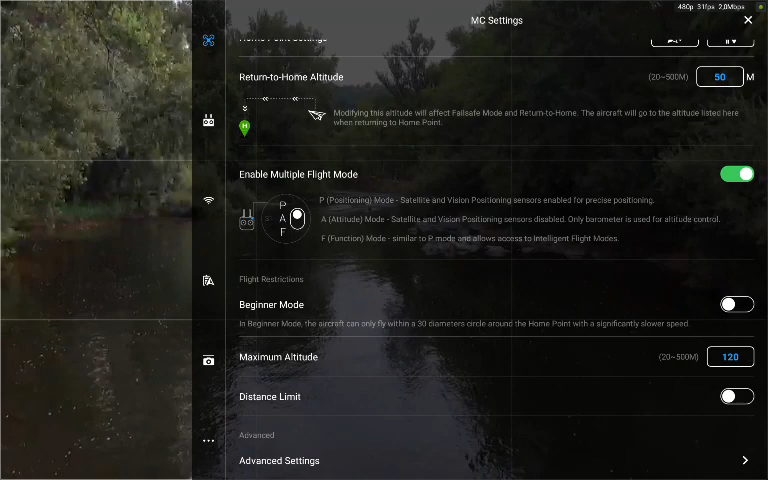 480p 31fps 2,0Mbps
MC Settings
Home Point Settings
Return-to-Home Altitude
(20~500M)
50
M
H
Modifying this altitude will affect Failsafe Mode and Return-to-Home. The aircraft will go to the altitude listed here
when returning to Home Point.
Enable Multiple Flight Mode
P
A
F
P (Positioning) Mode - Satellite and Vision Positioning sensors enabled for precise positioning.
A (Attitude) Mode - Satellite and Vision Positioning sensors disabled. Only barometer is used for altitude control.
F (Function) Mode - similar to P mode and allows access to Intelligent Flight Modes.
Flight Restrictions
Beginner Mode
In Beginner Mode, the aircraft can only fly within a 30 diameters circle around the Home Point with a significantly slower speed.
Maximum Altitude
(20~500M)
120
Distance Limit
Advanced
Advanced Settings